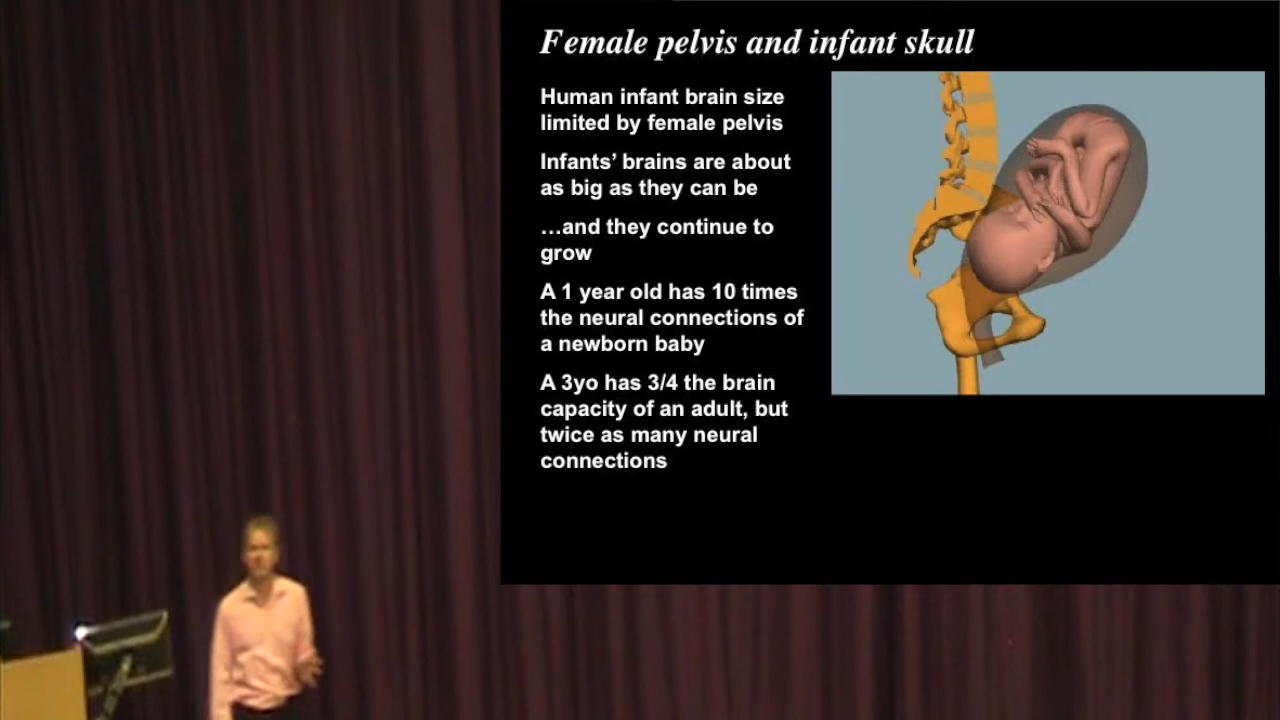 Female pelvis and infant skull
Human infant brain size
limited by female pelvis
Infants’ brains are about
as big as they can be
…and they continue to
grow
A 1 year old has 10 times
the neural connections of
a newborn baby
A 3yo has 3/4 the brain
capacity of an adult, but
twice as many neural
connections